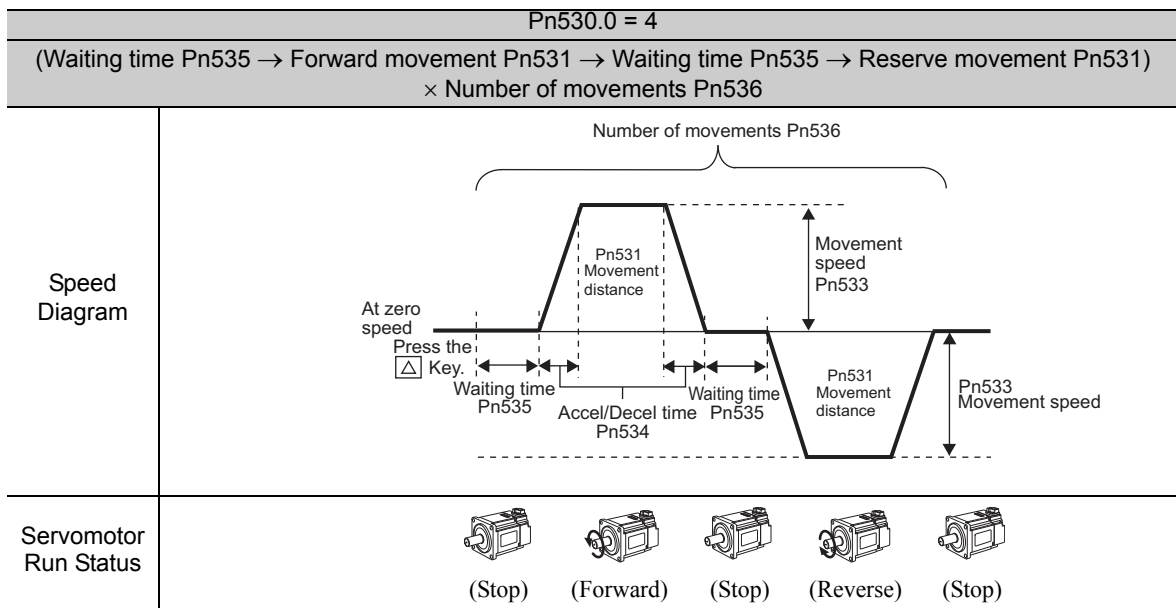 Pn530.0 = 4
(Waiting time Pn535 → Forward movement Pn531 → Waiting time Pn535 → Reserve movement Pn531)
× Number of movements Pn536
Speed
Diagram
Number of movements Pn536
Pn531
Movement
distance
Movement
speed
Pn533
At zero
speed
Press the
△ Key.
Waiting time
Pn535
Accel/Decel time
Pn534
Waiting time
Pn535
Pn531
Movement
distance
Pn533
Movement speed
Servomotor
Run Status
(Stop) (Forward) (Stop) (Reverse) (Stop)